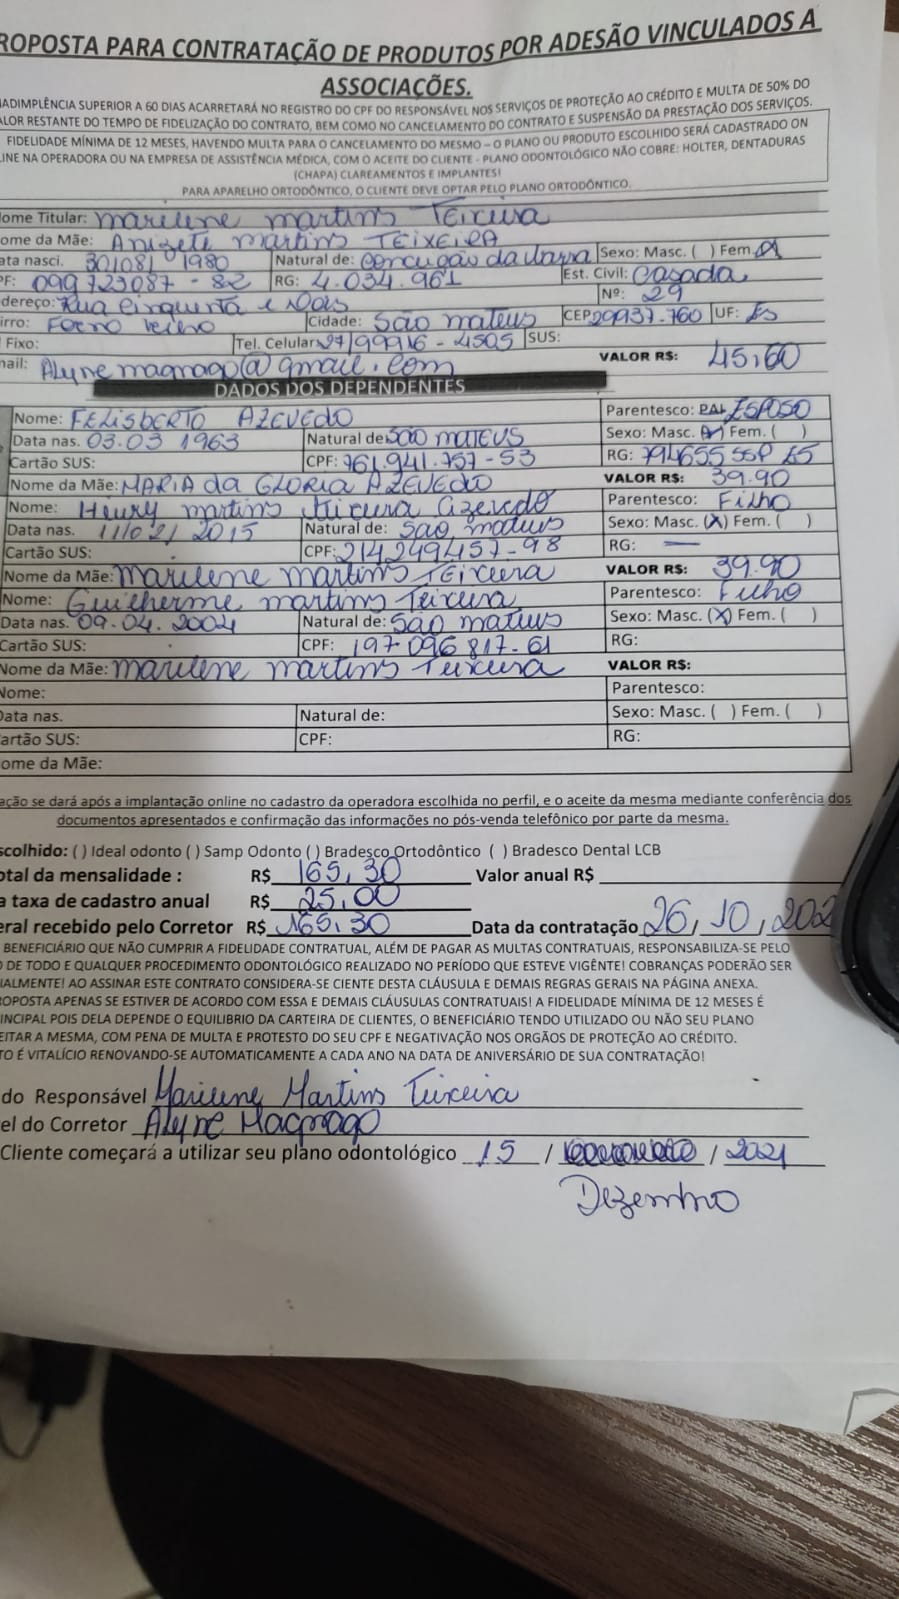 ROPOSTA PARA CONTRATAÇÃO DE PRODUTOS POR ADESÃO VINCULADOS A
ASSOCIAÇÕES.
ADIMPLÊNCIA SUPERIOR A 60 DIAS ACARRETARÁ NO REGISTRO DO CPF DO RESPONSÁVEL NOS SERVIÇOS DE PROTEÇÃO AO CRÉDITO E MULTA DE 50% DO
ALOR RESTANTE DO TEMPO DE FIDELIZAÇÃO DO CONTRATO, BEM COMO NO CANCELAMENTO DO CONTRATO E SUSPENSÃO DA PRESTAÇÃO DOS SERVIÇOS.
FIDELIDADE MÍNIMA DE 12 MESES, HAVENDO MULTA PARA O CANCELAMENTO DO MESMO – O PLANO OU PRODUTO ESCOLHIDO SERÁ CADASTRADO ON
LINE NA OPERADORA OU NA EMPRESA DE ASSISTÊNCIA MÉDICA, COM O ACEITE DO CLIENTE - PLANO ODONTOLÓGICO NÃO COBRE: HOLTER, DENTADURAS
(CHAPA) CLAREAMENTOS E IMPLANTES!
PARA APARELHO ORTODÔNTICO, O CLIENTE DEVE OPTAR PELO PLANO ORTODÔNTICO.
ome Titular: Marilene Martins Teixeira
ome da Mãe: Anizete Martins TEIXEIRA
ata nasci. 1980 Natural de: Conceição da Barra Sexo: Masc. ( ) Fem. (X)
F: 099 723087 - 82 RG: 4.034.961 Est. Civil: Casada
dereço: Rua Cinquenta e Dois Nº: 29
irro: Cidade: São Mateus CEP 29937-760 UF: ES
Fixo: Tel. Celular: 27/99916-4505 SUS:
mail: Alynemagnago@gmail.com VALOR R$: 45,60
DADOS DOS DEPENDENTES
Nome: FELISBERTO AZEVEDO Parentesco: ESPOSO
Data nas. 03.03 1963 Natural de: SÃO MATEUS Sexo: Masc. (X) Fem. ( )
Cartão SUS: CPF: 761.941.757-53 RG: 794655 SSP ES
Nome da Mãe: MARIA da GLORIA AZEVEDO VALOR R$: 39.90
Nome: Henry Martins Teixeira Azevedo Parentesco: Filho
Data nas. 11/02/2015 Natural de: São Mateus Sexo: Masc. (X) Fem. ( )
Cartão SUS: CPF: 214249457-98 RG: —
Nome da Mãe: Marilene Martins TEIXEIRA VALOR R$: 39.90
Nome: Guilherme Martins Teixeira Parentesco: Filho
Data nas. 09.04.2004 Natural de: São Mateus Sexo: Masc. (X) Fem. ( )
Cartão SUS: CPF: 197 096 817-61 RG:
Nome da Mãe: Marilene Martins Teixeira VALOR R$:
Nome: Parentesco:
Data nas. Natural de: Sexo: Masc. ( ) Fem. ( )
artão SUS: CPF: RG:
ome da Mãe:
ação se dará após a implantação online no cadastro da operadora escolhida no perfil, e o aceite da mesma mediante conferência dos
documentos apresentados e confirmação das informações no pós-venda telefônico por parte da mesma.
scolhido: ( ) Ideal odonto ( ) Samp Odonto ( ) Bradesco Ortodôntico ( ) Bradesco Dental LCB
otal da mensalidade : R$ 165,30 Valor anual R$
a taxa de cadastro anual R$ 25,00
eral recebido pelo Corretor R$ 165,30 Data da contratação 26/10/202
BENEFICIÁRIO QUE NÃO CUMPRIR A FIDELIDADE CONTRATUAL, ALÉM DE PAGAR AS MULTAS CONTRATUAIS, RESPONSABILIZA-SE PELO
O DE TODO E QUALQUER PROCEDIMENTO ODONTOLÓGICO REALIZADO NO PERÍODO QUE ESTEVE VIGÊNTE! COBRANÇAS PODERÃO SER
IALMENTE! AO ASSINAR ESTE CONTRATO CONSIDERA-SE CIENTE DESTA CLÁUSULA E DEMAIS REGRAS GERAIS NA PÁGINA ANEXA.
ROPOSTA APENAS SE ESTIVER DE ACORDO COM ESSA E DEMAIS CLÁUSULAS CONTRATUAIS! A FIDELIDADE MÍNIMA DE 12 MESES É
INCIPAL POIS DELA DEPENDE O EQUILIBRIO DA CARTEIRA DE CLIENTES, O BENEFICIÁRIO TENDO UTILIZADO OU NÃO SEU PLANO
EITAR A MESMA, COM PENA DE MULTA E PROTESTO DO SEU CPF E NEGATIVAÇÃO NOS ORGÃOS DE PROTEÇÃO AO CRÉDITO.
TO É VITALÍCIO RENOVANDO-SE AUTOMATICAMENTE A CADA ANO NA DATA DE ANIVERSÁRIO DE SUA CONTRATAÇÃO!
do Responsável Marilene Martins Teixeira
el do Corretor Alyne Magnago
Cliente começará a utilizar seu plano odontológico 15 / / 2021
Dezembro